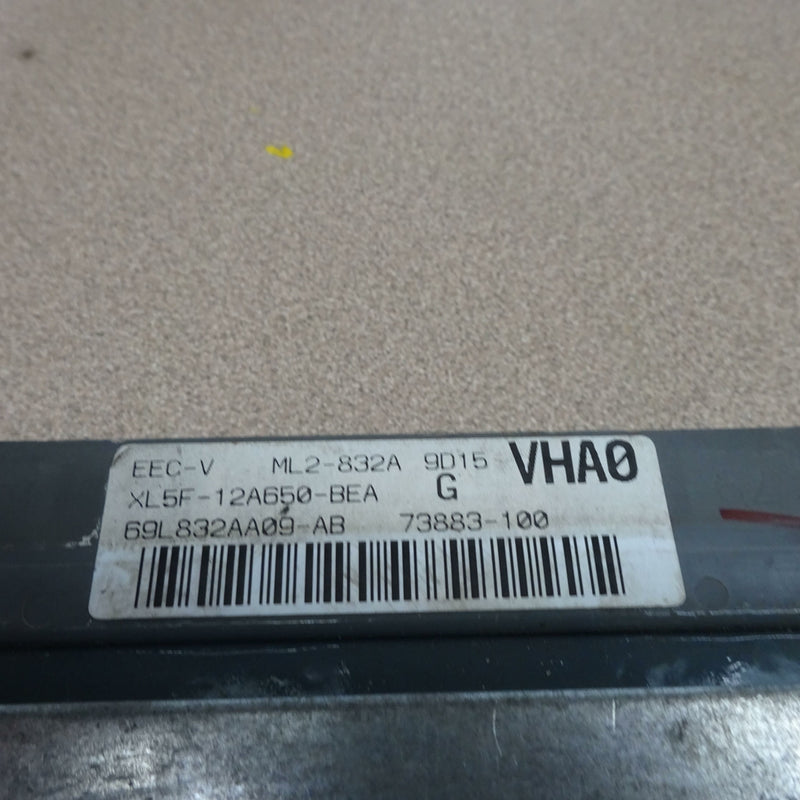 EEC-V ML2-832A 9D15 VHA0
XL5F-12A650-BEA G
69L832AA09-AB 73883-100